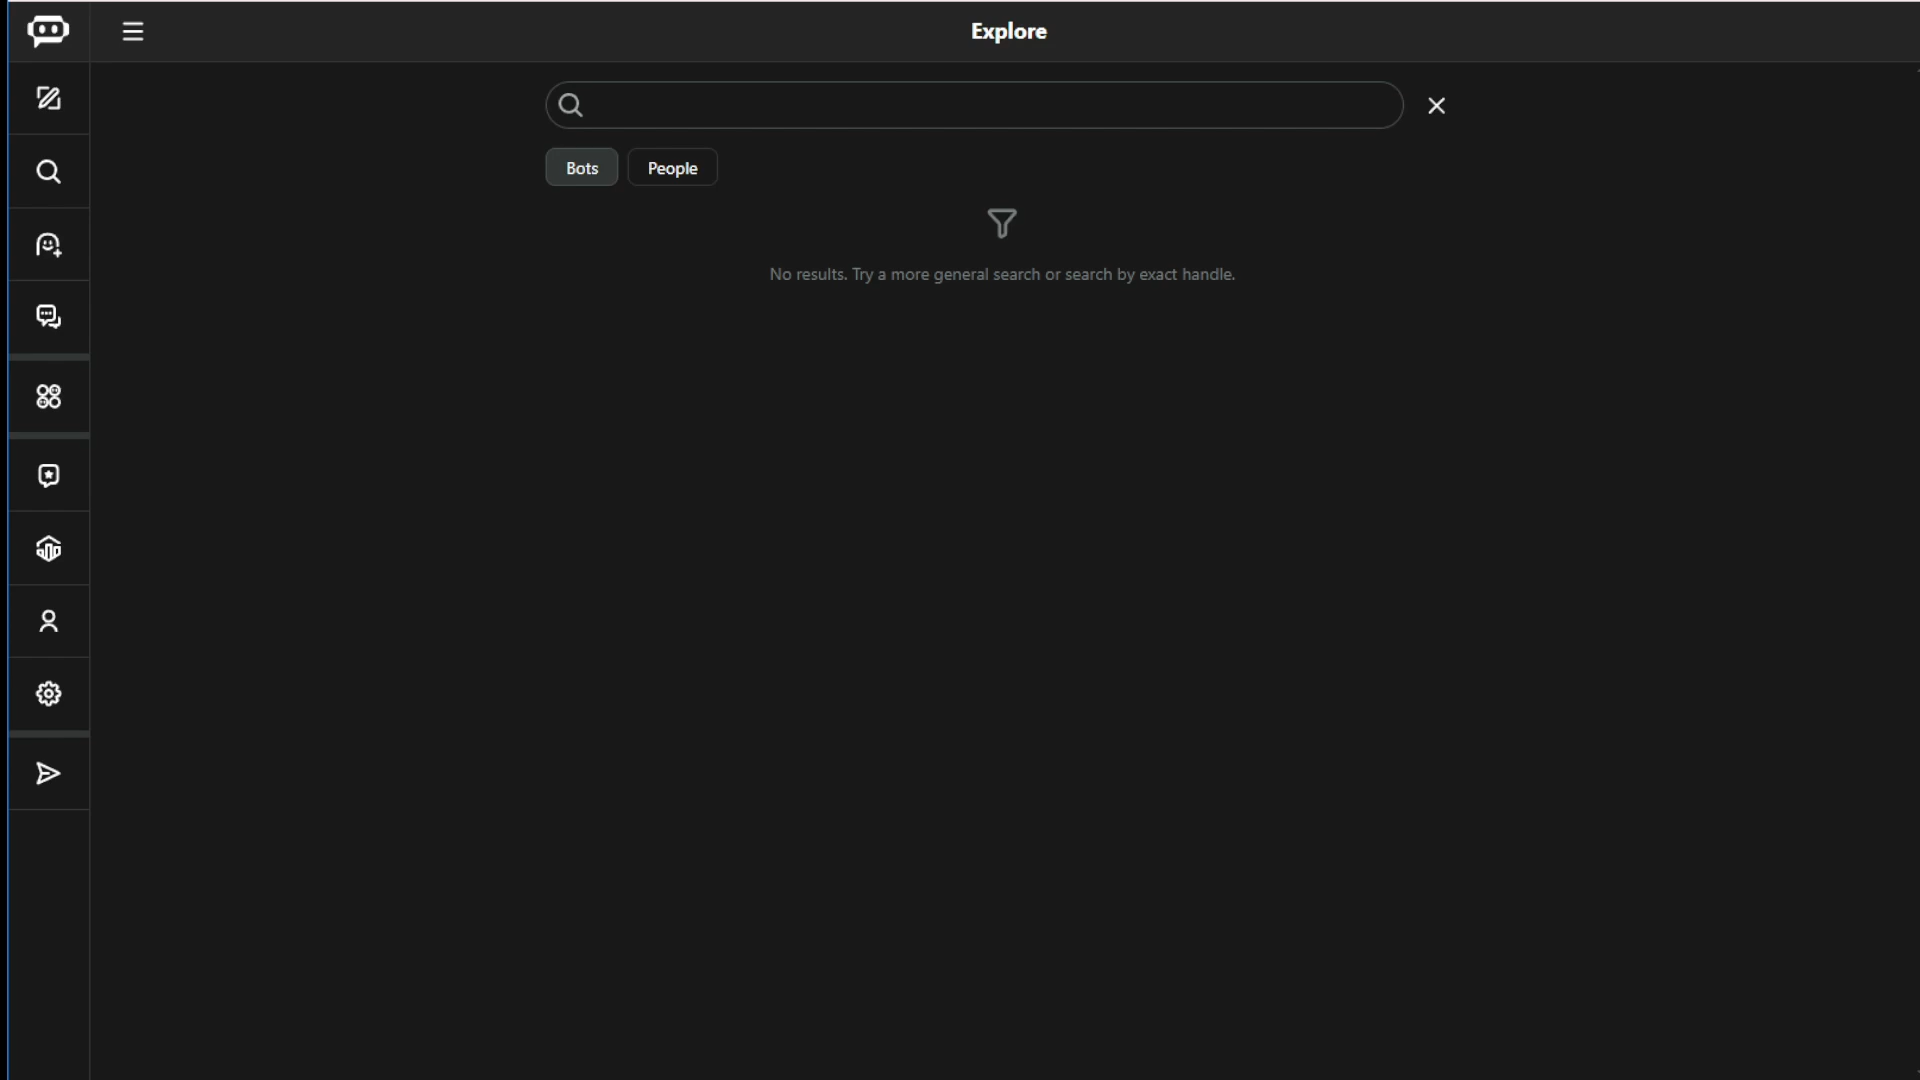 Explore
Bots
People
No results. Try a more general search or search by exact handle.